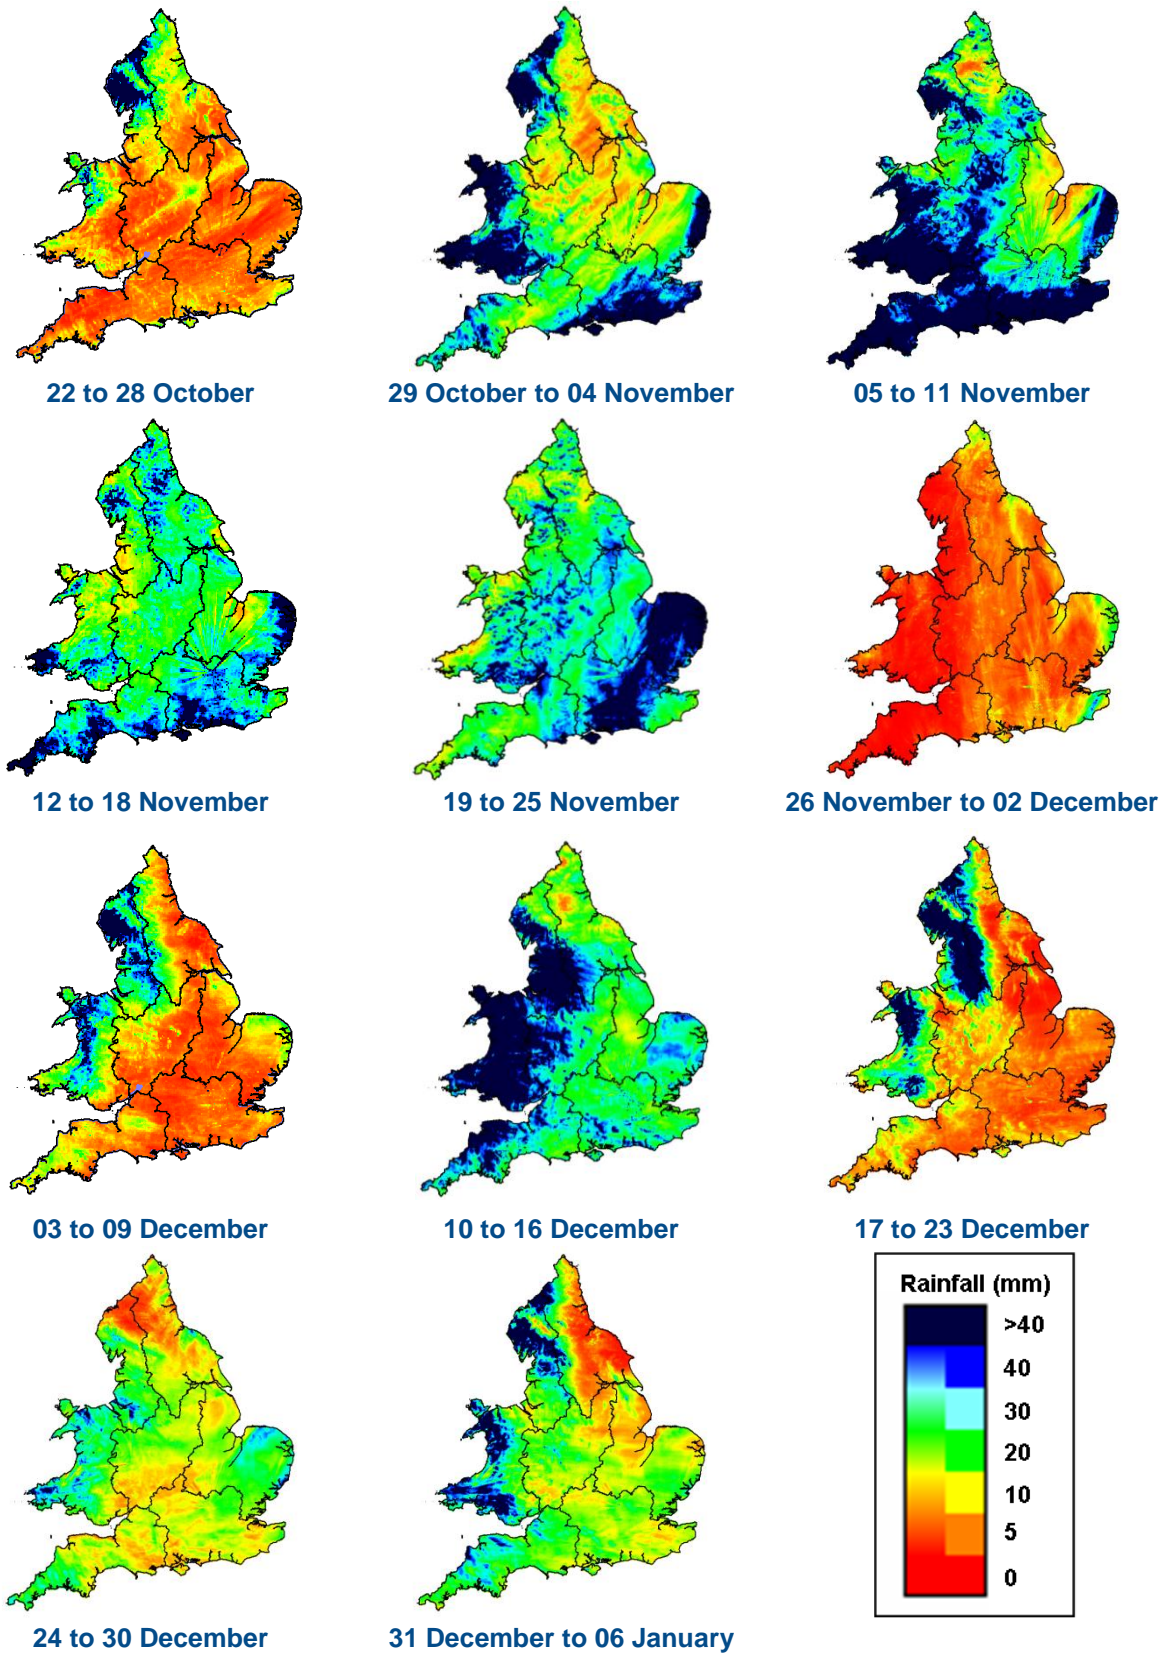 22 to 28 October
29 October to 04 November
05 to 11 November
12 to 18 November
19 to 25 November
26 November to 02 December
03 to 09 December
10 to 16 December
17 to 23 December
Rainfall (mm)
>40
40
30
20
10
5
0
24 to 30 December
31 December to 06 January